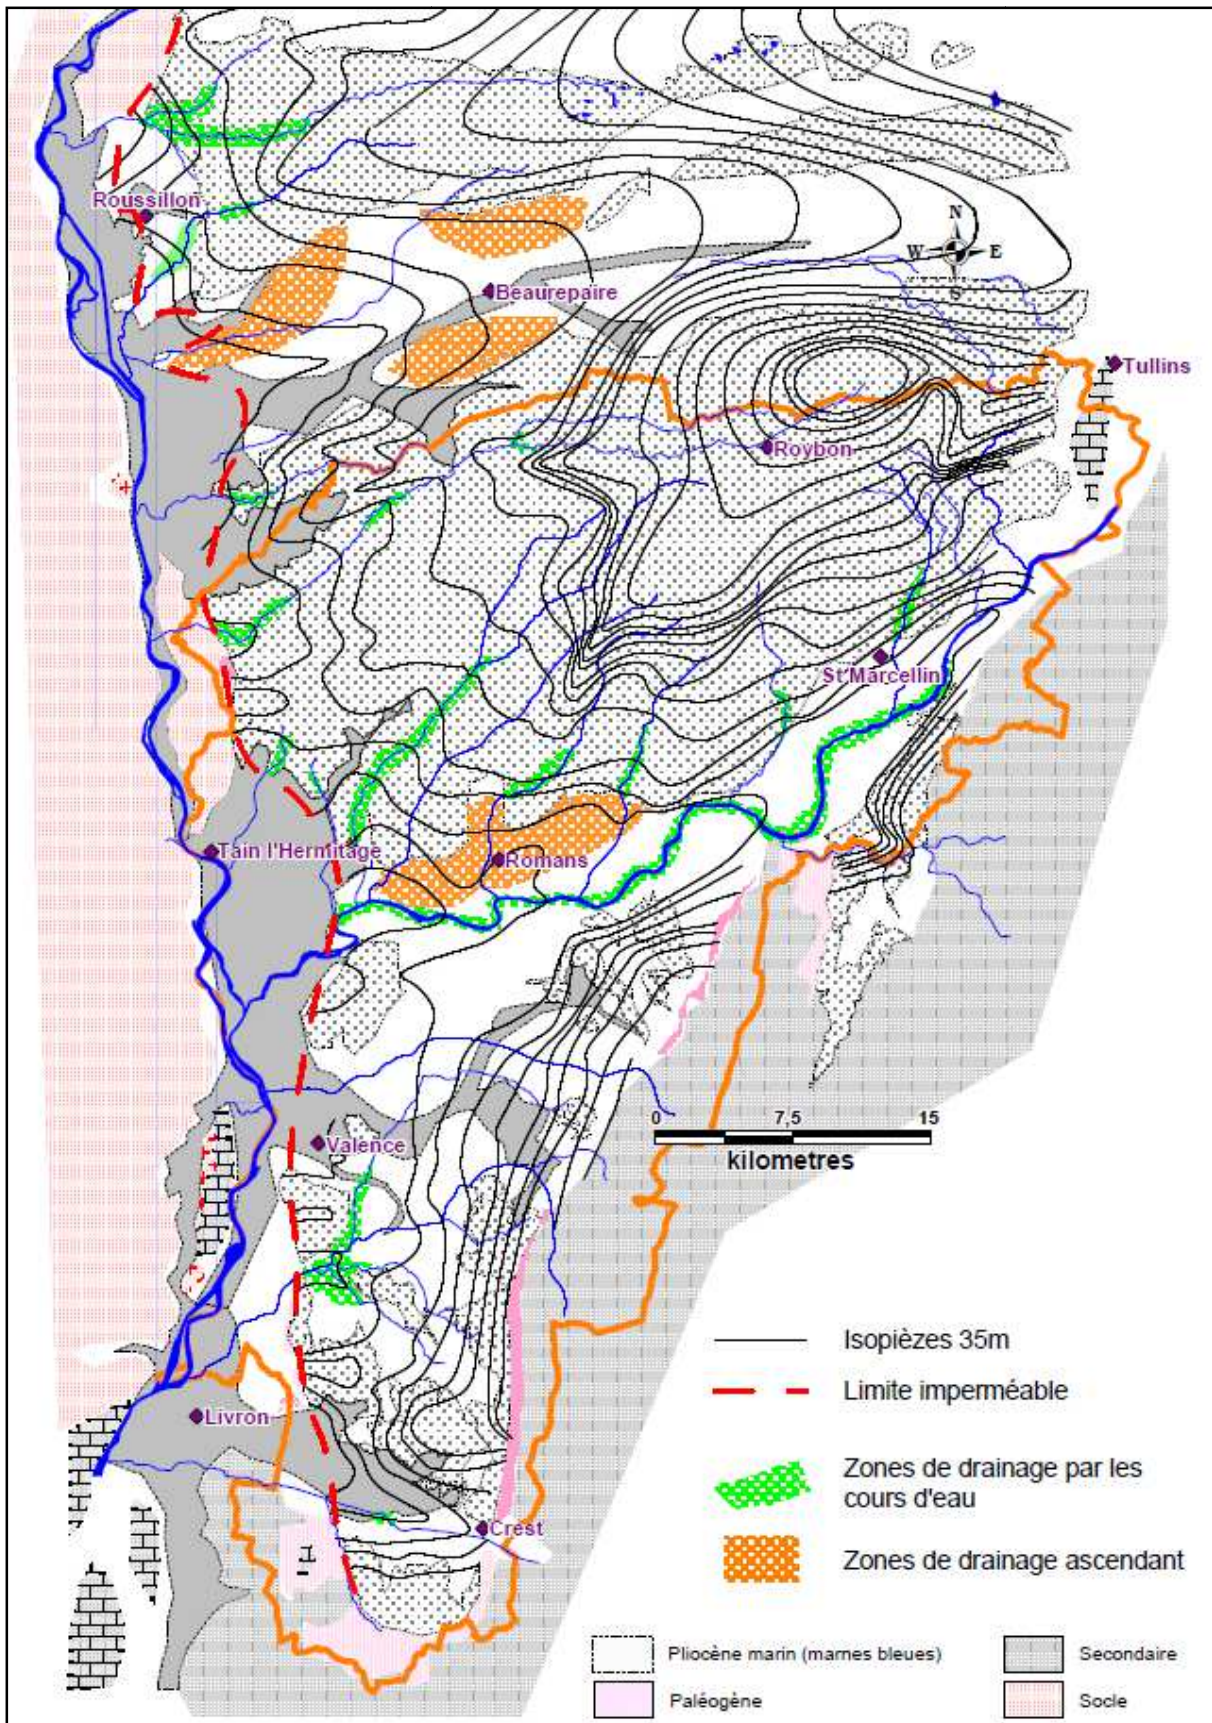 Roussillon
N
W
E
S
Beaurepaire
Tullins
Roybon
St Marcellin
Tain l'Hermitage
Romans
0
7,5
15
kilometres
Valence
Isopièzes 35m
Limite imperméable
Livron
Zones de drainage par les
cours d'eau
Crest
Zones de drainage ascendant
Pliocène marin (marnes bleues)
Secondaire
Paléogène
Socle